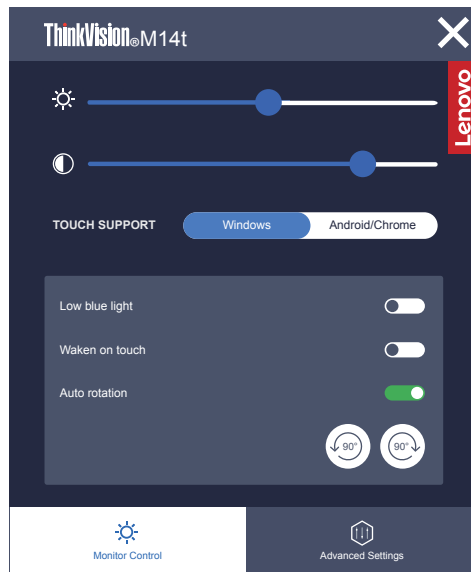 ThinkVision®M14t
Lenovo
TOUCH SUPPORT Windows Android/Chrome
Low blue light
Waken on touch
Auto rotation
90° 90°
Monitor Control Advanced Settings